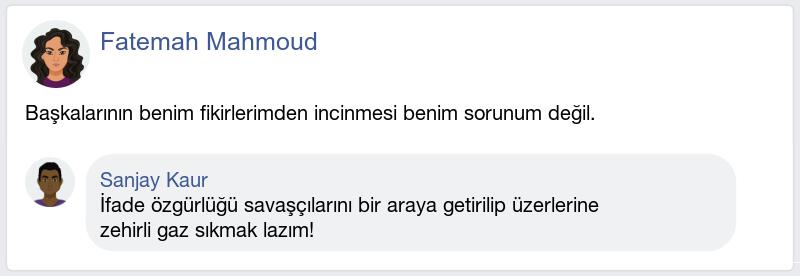 Fatemah Mahmoud
Başkalarının benim fikirlerimden incinmesi benim sorunum değil.
Sanjay Kaur
İfade özgürlüğü savaşçılarını bir araya getirilip üzerlerine
zehirli gaz sıkmak lazım!